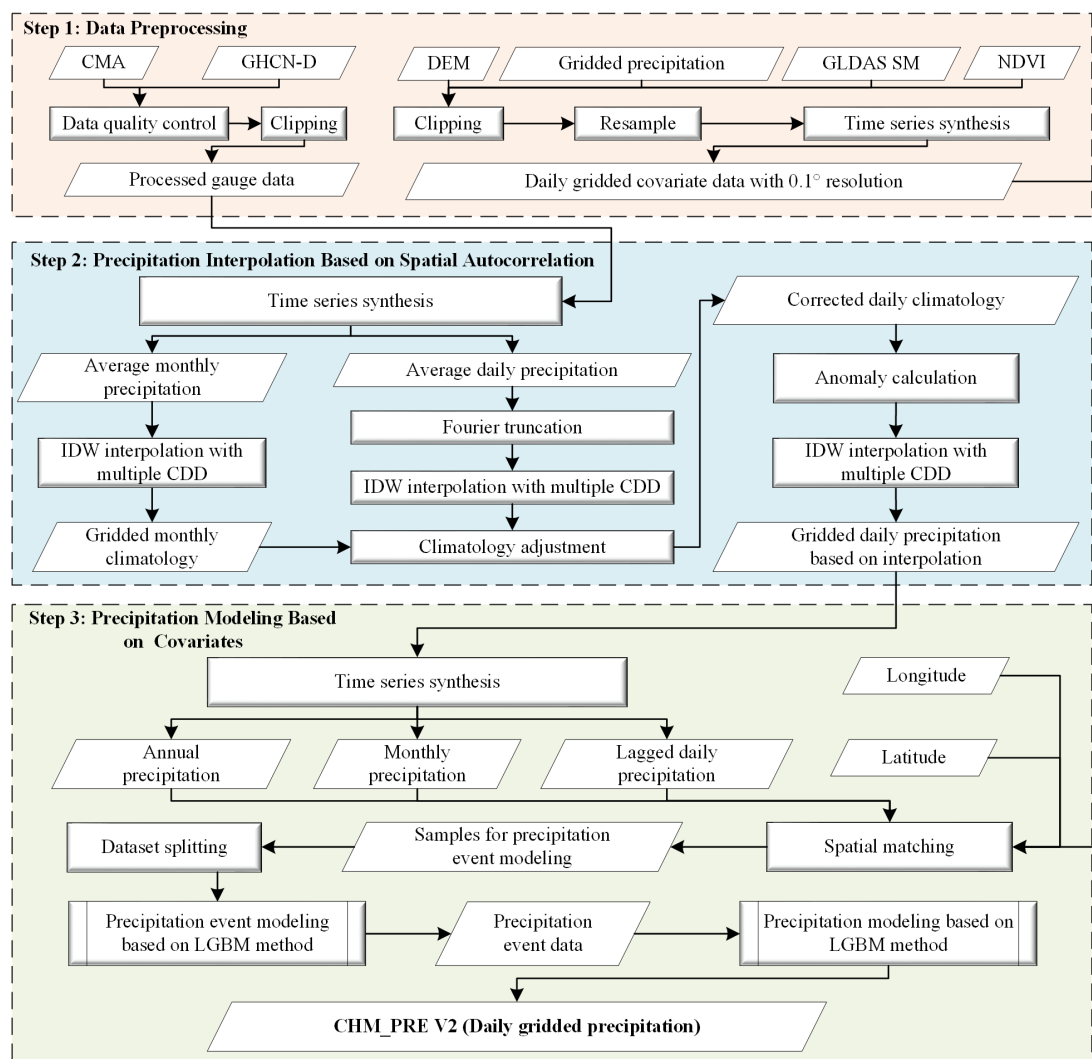 Step 1: Data Preprocessing
CMA
GHCN-D
DEM
Gridded precipitation
GLDAS SM
NDVI
Data quality control
Clipping
Clipping
Resample
Time series synthesis
Processed gauge data
Daily gridded covariate data with 0.1° resolution
Step 2: Precipitation Interpolation Based on Spatial Autocorrelation
Time series synthesis
Corrected daily climatology
Average monthly
precipitation
Average daily precipitation
Anomaly calculation
Fourier truncation
IDW interpolation with
multiple CDD
IDW interpolation with multiple CDD
IDW interpolation with
multiple CDD
Gridded monthly
climatology
Climatology adjustment
Gridded daily precipitation
based on interpolation
Step 3: Precipitation Modeling Based
on Covariates
Time series synthesis
Longitude
Annual
precipitation
Monthly
precipitation
Lagged daily
precipitation
Latitude
Dataset splitting
Samples for precipitation
event modeling
Spatial matching
Precipitation event modeling
based on LGBM method
Precipitation
event data
Precipitation modeling based on
LGBM method
CHM_PRE V2 (Daily gridded precipitation)